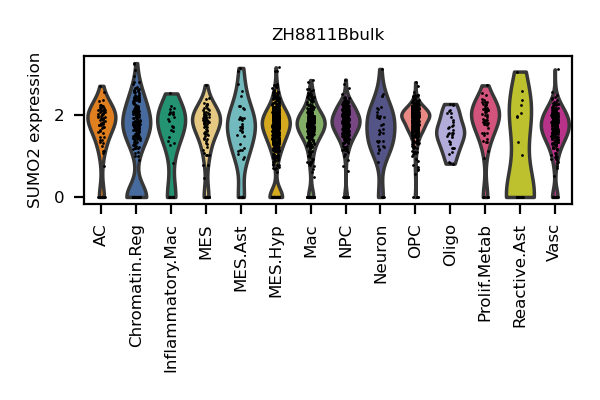 ZH8811Bbulk
SUMO2 expression
2
0
AC
Chromatin.Reg
Inflammatory.Mac
MES
MES.Ast
MES.Hyp
Mac
NPC
Neuron
OPC
Oligo
Prolif.Metab
Reactive.Ast
Vasc